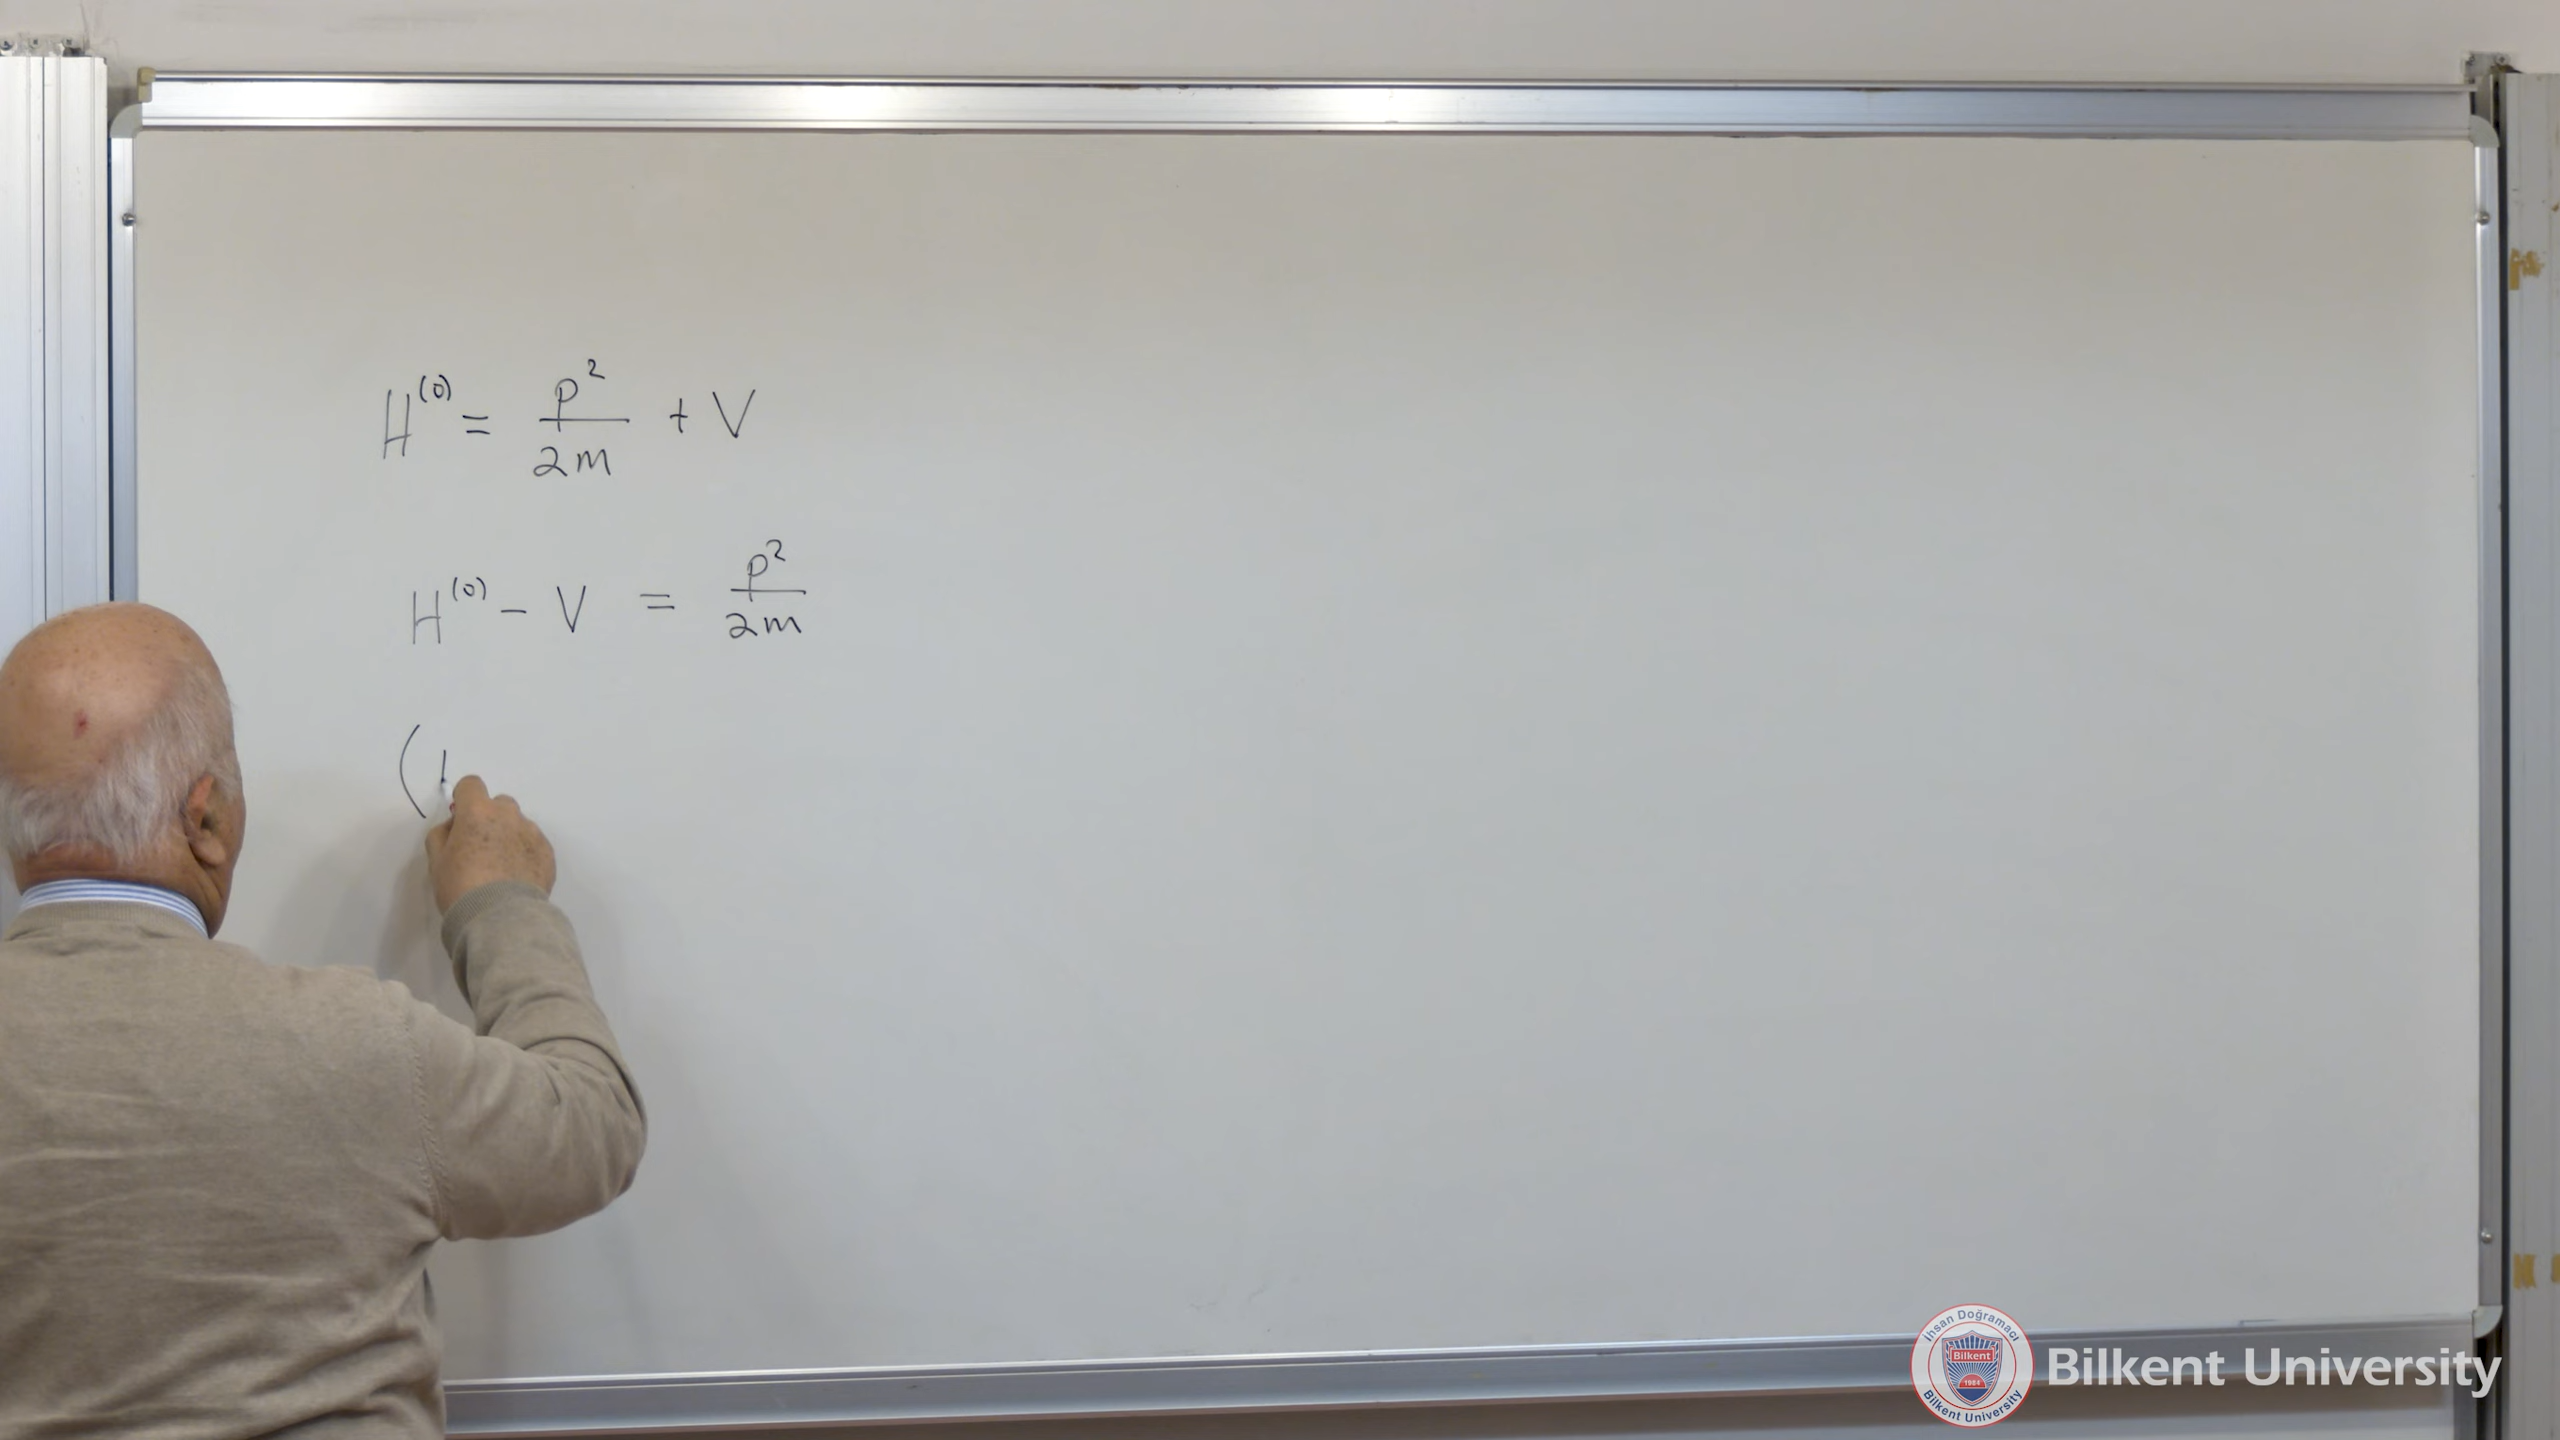 H^(0) = p^2/2m + V
H^(0) - V = p^2/2m
(
İhsan Doğramacı
Bilkent
1984
Bilkent University
Bilkent University